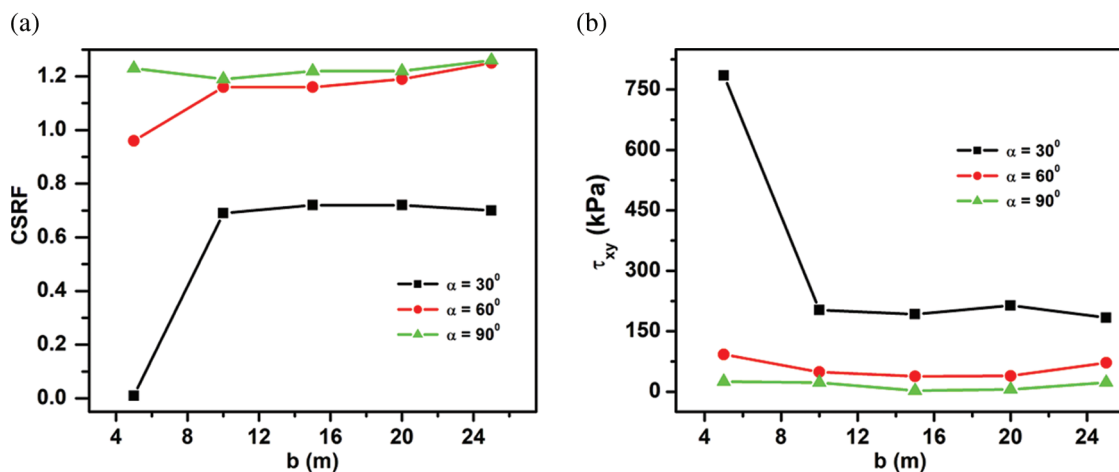 (a)
(b)
CSRF
1.2
1.0
0.8
0.6
0.4
0.2
0.0
4 8 12 16 20 24
b (m)
α = 30⁰
α = 60⁰
α = 90⁰
τxy (kPa)
750
600
450
300
150
0
4 8 12 16 20 24
b (m)
α = 30⁰
α = 60⁰
α = 90⁰